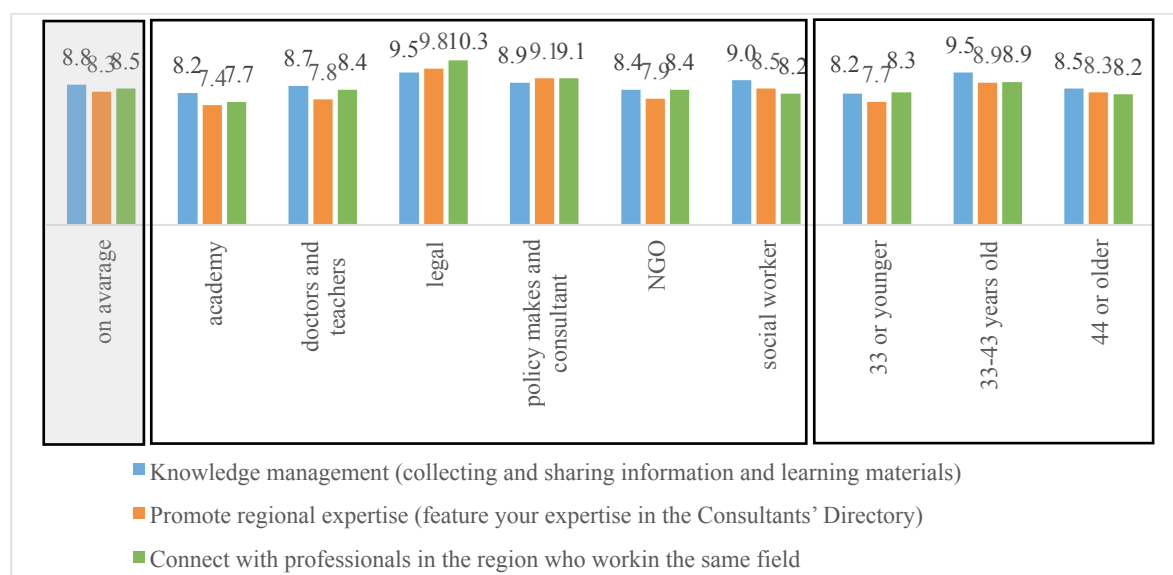 8.8 8.3 8.5
8.2 7.4 7.7
8.7 7.8 8.4
9.5 9.8 10.3
8.9 9.1 9.1
8.4 7.9 8.4
9.0 8.5 8.2
8.2 7.7 8.3
9.5 8.9 8.9
8.5 8.3 8.2
on avarage
academy
doctors and
teachers
legal
policy makes and
consultant
NGO
social worker
33 or younger
33-43 years old
44 or older
Knowledge management (collecting and sharing information and learning materials)
Promote regional expertise (feature your expertise in the Consultants’ Directory)
Connect with professionals in the region who workin the same field